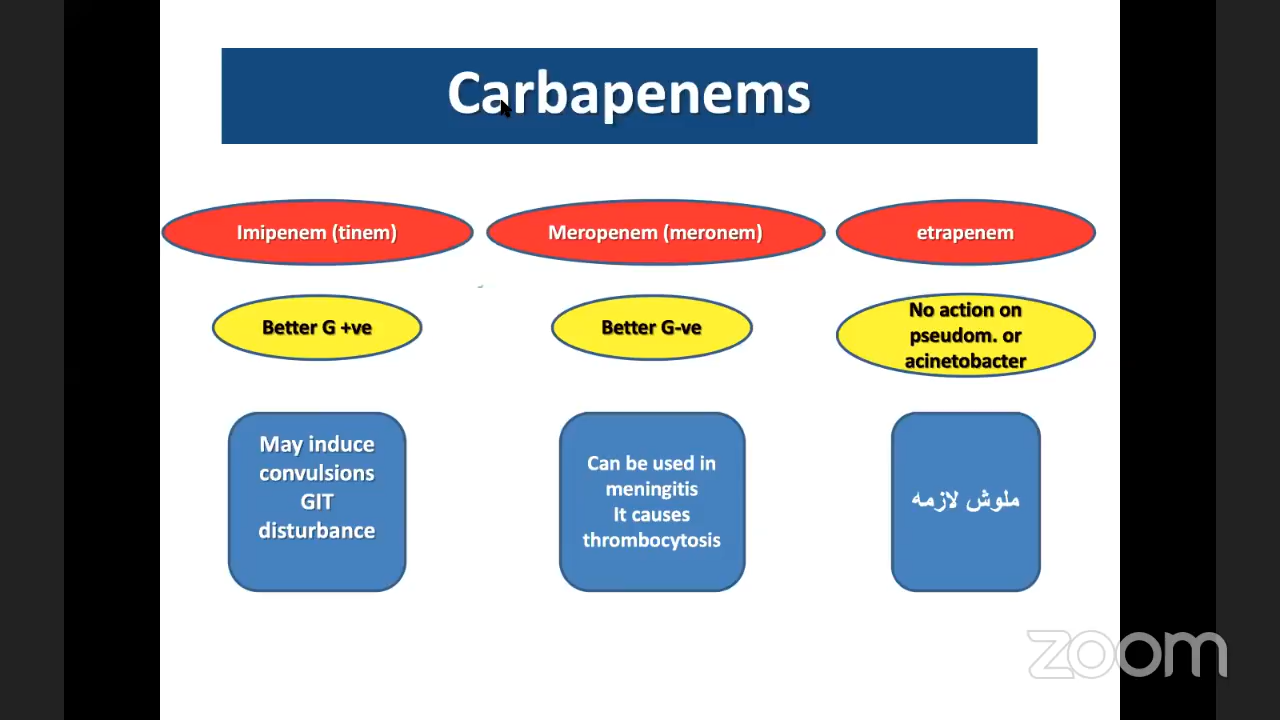 Carbapenems
Imipenem (tinem)
Meropenem (meronem)
etrapenem
Better G +ve
Better G-ve
No action on
pseudom. or
acinetobacter
May induce
convulsions
GIT
disturbance
Can be used in
meningitis
It causes
thrombocytosis
ملوش لازمه
zoom